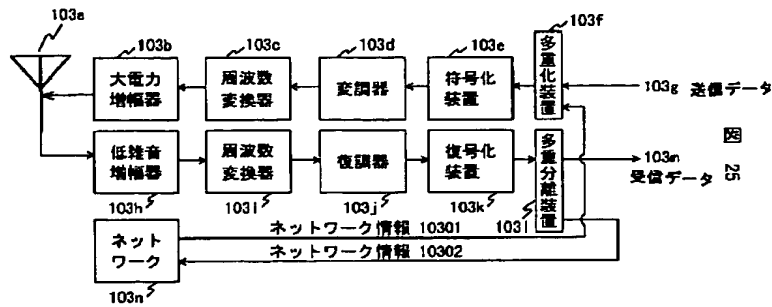 103a
103b
103c
103d
103e
103f
大電力
増幅器
周波数
変換器
変調器
符号化
装置
多重化装置
103g 送信データ
低雑音
増幅器
周波数
変換器
復調器
復号化
装置
多重分離装置
103m
受信データ
103h
103i
103j
103k
103l
ネットワーク情報 10301
ネットワーク情報 10302
ネット
ワーク
103n
図 25